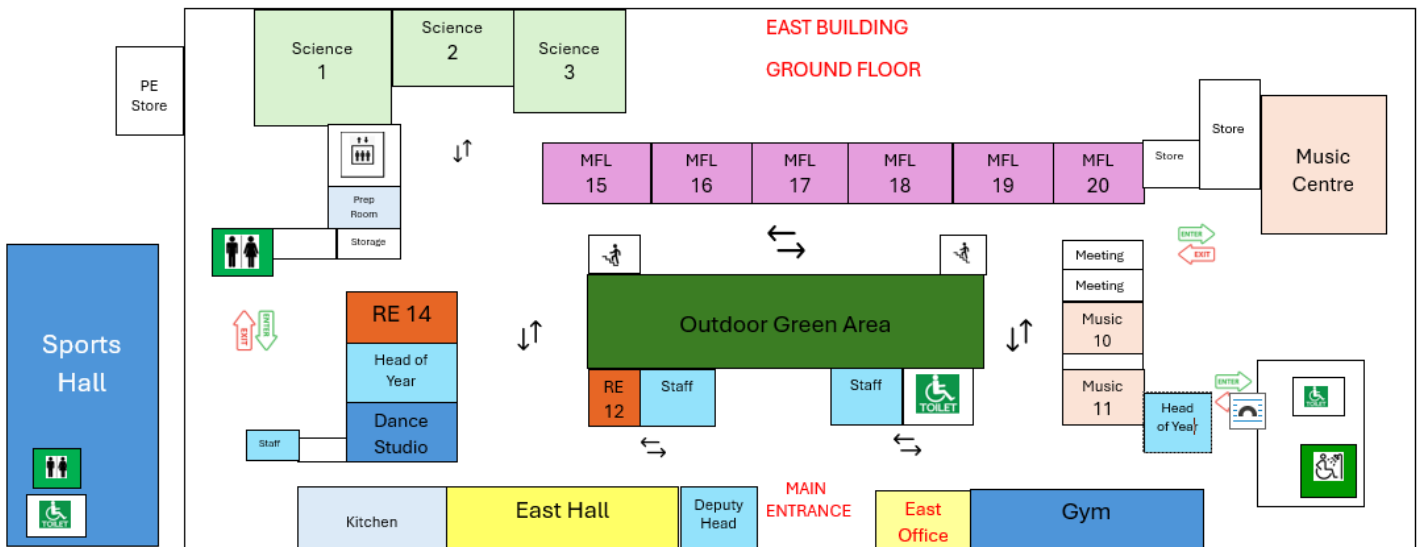 EAST BUILDING
GROUND FLOOR
Science
1
Science
2
Science
3
PE
Store
MFL
15
MFL
16
MFL
17
MFL
18
MFL
19
MFL
20
Store
Store
Music
Centre
Prep
Room
Storage
ENTER
EXIT
Meeting
Meeting
Sports
Hall
EXIT
ENTER
RE 14
Head of
Year
Dance
Studio
Staff
Outdoor Green Area
RE
12
Staff
Staff
TOILET
Music
10
Music
11
Head
of Year
ENTER
TOILET
TOILET
Kitchen
East Hall
Deputy
Head
MAIN
ENTRANCE
East
Office
Gym